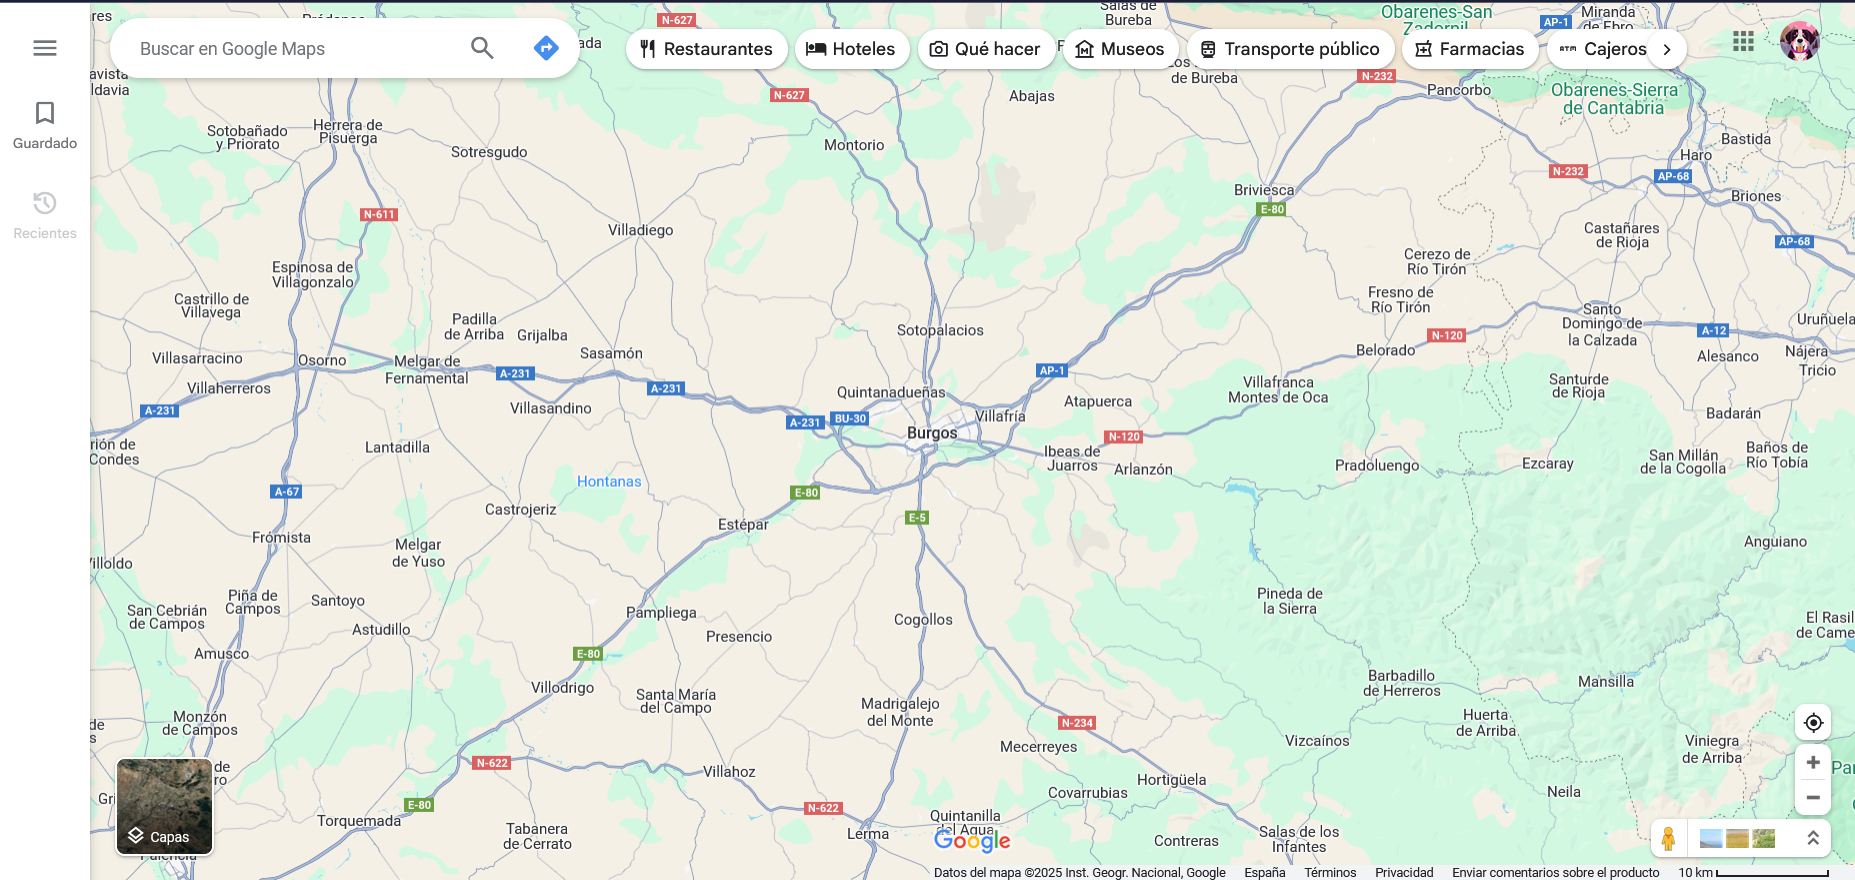 Buscar en Google Maps
Restaurantes
Hoteles
Qué hacer
Museos
Transporte público
Farmacias
Cajeros
Guardado
Recientes
N-627
Salas de
Bureba
Obarenes-San
Zadornil
AP-1
Miranda
de Ebro
de Bureba
N-232
Pancorbo
Obarenes-Sierra
de Cantabria
N-627
Abajas
Sotobañado
y Priorato
Herrera de
Pisuerga
Sotresgudo
Montorio
Bastida
Haro
N-232
AP-68
Briones
Briviesca
E-80
N-611
Villadiego
Castañares
de Rioja
AP-68
Cerezo de
Río Tirón
Espinosa de
Villagonzalo
Castrillo de
Villavega
Fresno de
Río Tirón
Padilla
de Arriba
Grijalba
Sotopalacios
Santo
Domingo de
la Calzada
Uruñuela
A-12
N-120
Villasarracino
Osorno
Melgar de
Fernamental
Sasamón
Belorado
Alesanco
Nájera
Tricio
A-231
AP-1
Villaherreros
A-231
Quintanadueñas
Villafranca
Montes de Oca
Santurde
de Rioja
A-231
Villasandino
A-231
BU-30
Villafría
Atapuerca
Badarán
Burgos
N-120
Lantadilla
Ibeas de
Juarros
Arlanzón
Pradoluengo
Ezcaray
San Millán
de la Cogolla
Baños de
Río Tobía
A-67
Hontanas
E-80
Castrojeriz
Estépar
E-5
Frómista
Melgar
de Yuso
Anguiano
Piña de
Campos
Santoyo
San Cebrián
de Campos
Pampliega
Pineda de
la Sierra
Astudillo
Presencio
Cogollos
Amusco
E-80
Villodrigo
Santa María
del Campo
Barbadillo
de Herreros
Mansilla
Monzón
de Campos
Madrigalejo
del Monte
N-234
Huerta
de Arriba
Mecerreyes
Vizcaínos
Viniegra
de Arriba
N-622
Villahoz
Hortigüela
Covarrubias
Neila
E-80
Torquemada
N-622
Quintanilla
del Agua
Tabanera
de Cerrato
Lerma
Contreras
Salas de los
Infantes
Capas
Palencia
Google
Datos del mapa ©2025 Inst. Geogr. Nacional, Google
España
Términos
Privacidad
Enviar comentarios sobre el producto
10 km